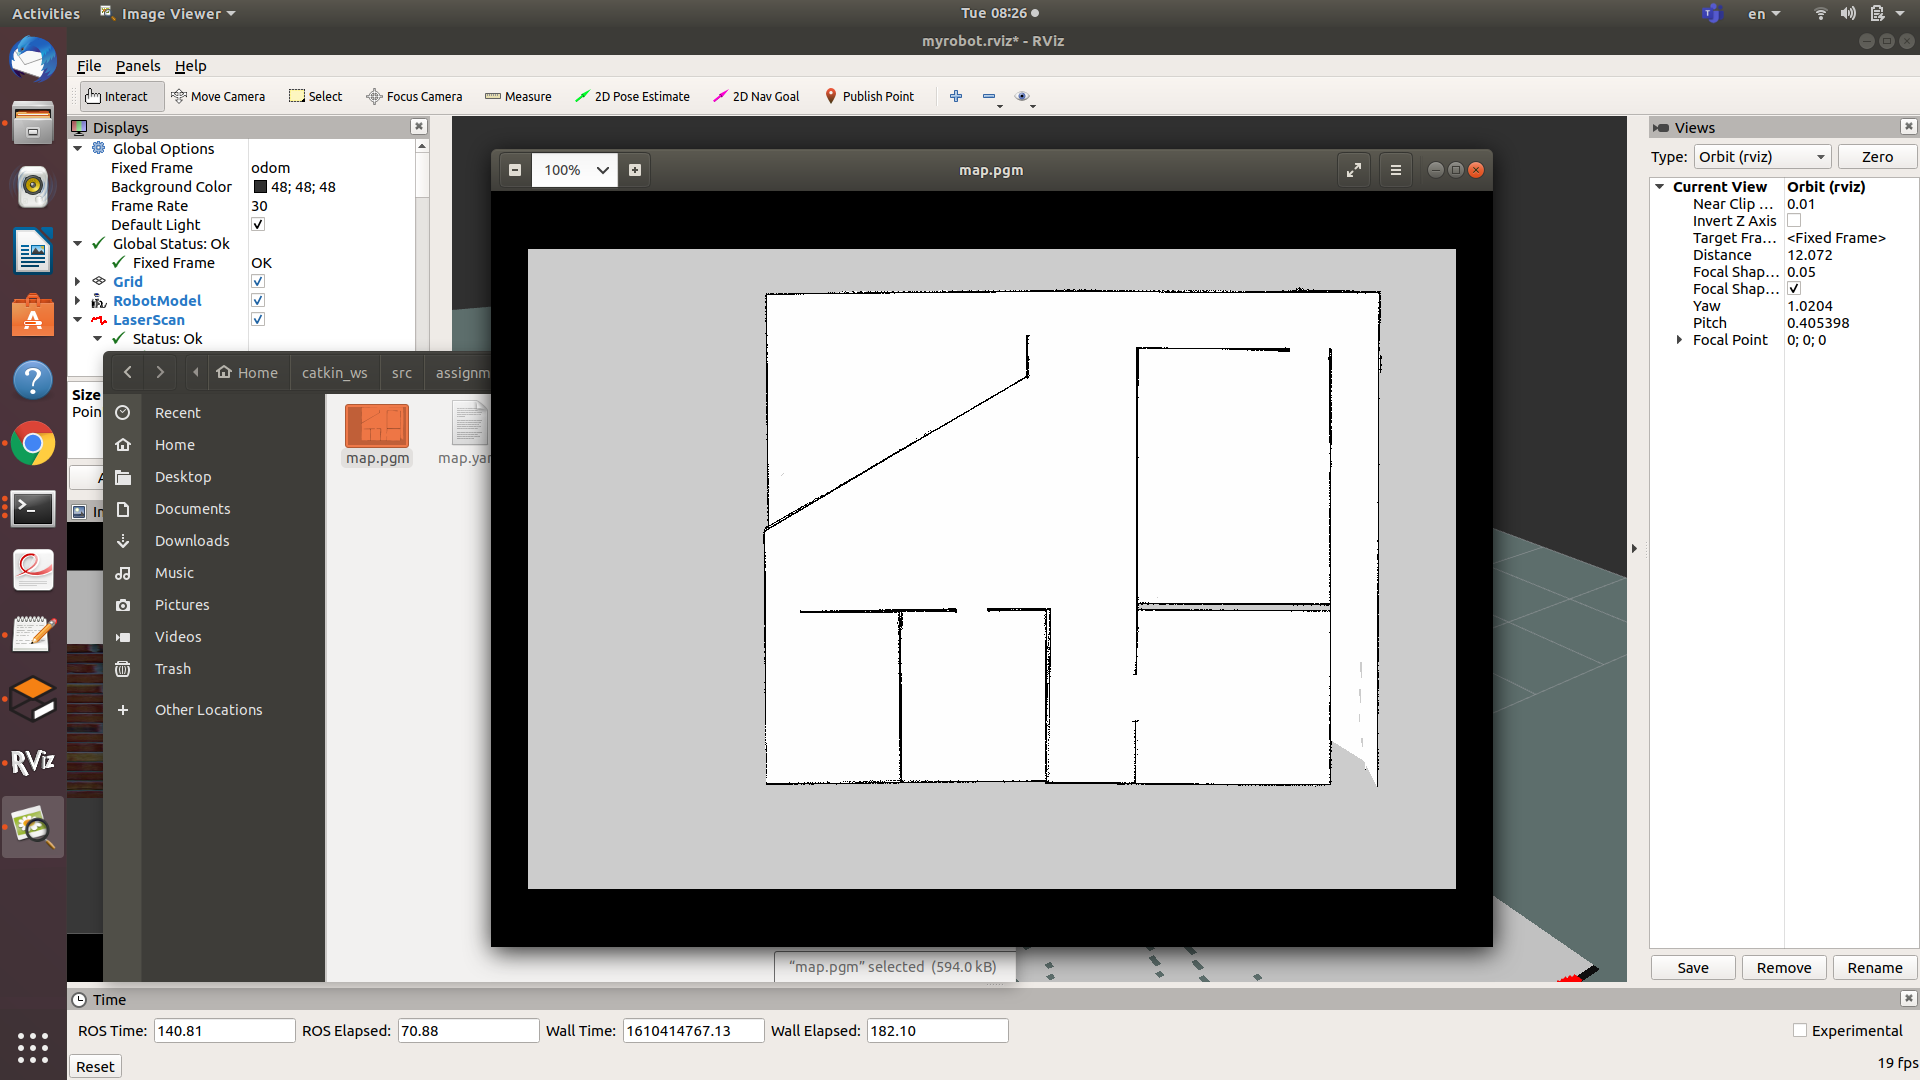 Activities Image Viewer Tue 08:26 en
myrobot.rviz* - RViz
File Panels Help
Interact Move Camera Select Focus Camera Measure 2D Pose Estimate 2D Nav Goal Publish Point
Displays
Global Options
Fixed Frame odom
Background Color 48; 48; 48
Frame Rate 30
Default Light
Global Status: Ok
Fixed Frame OK
Grid
RobotModel
LaserScan
Status: Ok
Size
Poin
A
In
Home catkin_ws src assignm
Recent
Home
Desktop
Documents
Downloads
Music
Pictures
Videos
Trash
Other Locations
map.pgm
map.ya
100%
map.pgm
“map.pgm” selected (594.0 kB)
Views
Type: Orbit (rviz) Zero
Current View Orbit (rviz)
Near Clip ... 0.01
Invert Z Axis
Target Fra... <Fixed Frame>
Distance 12.072
Focal Shap... 0.05
Focal Shap...
Yaw 1.0204
Pitch 0.405398
Focal Point 0; 0; 0
Save Remove Rename
RViz
Time
ROS Time: 140.81 ROS Elapsed: 70.88 Wall Time: 1610414767.13 Wall Elapsed: 182.10 Experimental
Reset 19 fps